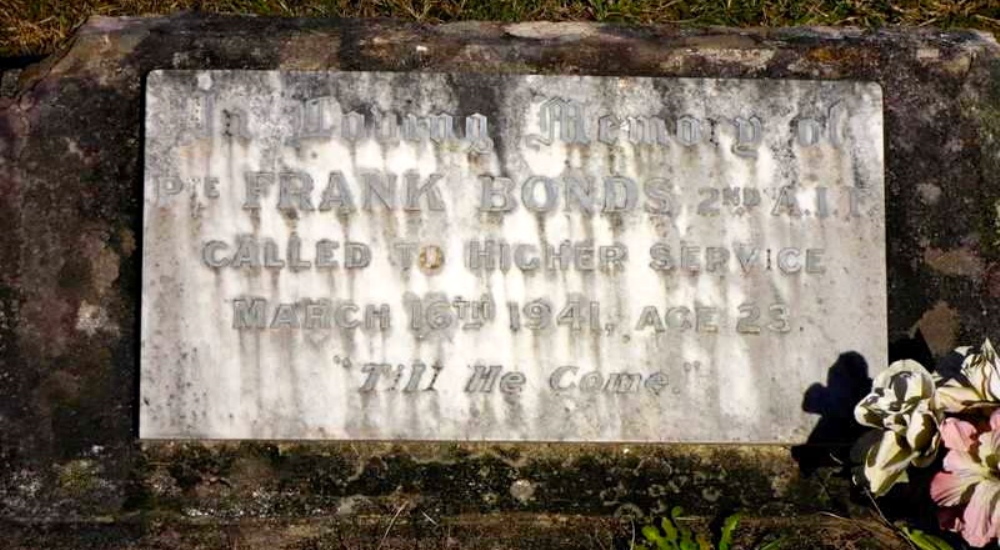 In Loving Memory of
PTE FRANK BONDS, 2ND A.I.F.
CALLED TO HIGHER SERVICE
MARCH 16TH 1941, AGE 23.
"Till He Come."